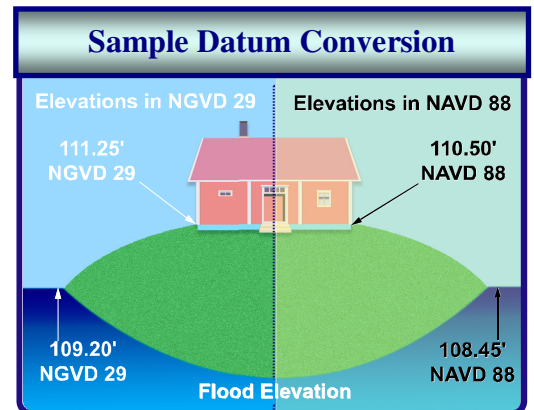 Sample Datum Conversion
Elevations in NGVD 29
Elevations in NAVD 88
111.25'
NGVD 29
110.50'
NAVD 88
109.20'
NGVD 29
108.45'
NAVD 88
Flood Elevation